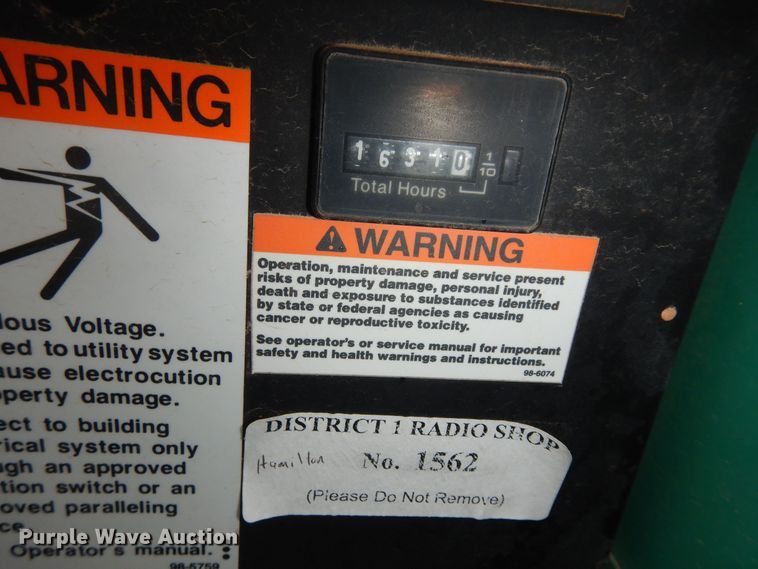 ARNING
dous Voltage.
ed to utility system
ause electrocution
operty damage.
ect to building
rical system only
ugh an approved
tion switch or an
oved paralleling
ce.
Operator's manual.
98-5759
1 6 3 1 0 1/10
Total Hours
WARNING
Operation, maintenance and service present
risks of property damage, personal injury,
death and exposure to substances identified
by state or federal agencies as causing
cancer or reproductive toxicity.
See operator's or service manual for important
safety and health warnings and instructions.
98-6074
DISTRICT 1 RADIO SHOP
Hamilton No. 1562
(Please Do Not Remove)
Purple Wave Auction